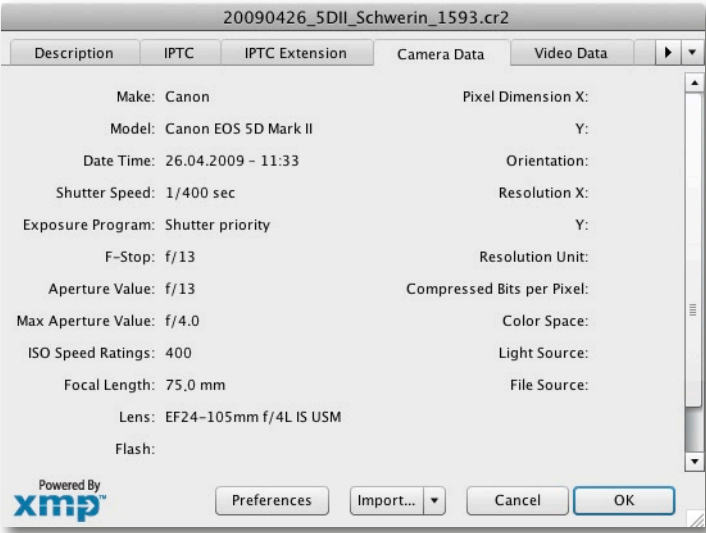 20090426_5DII_Schwerin_1593.cr2
Description IPTC IPTC Extension Camera Data Video Data
Make: Canon
Model: Canon EOS 5D Mark II
Date Time: 26.04.2009 - 11:33
Shutter Speed: 1/400 sec
Exposure Program: Shutter priority
F-Stop: f/13
Aperture Value: f/13
Max Aperture Value: f/4.0
ISO Speed Ratings: 400
Focal Length: 75,0 mm
Lens: EF24-105mm f/4L IS USM
Flash:
Pixel Dimension X:
Y:
Orientation:
Resolution X:
Y:
Resolution Unit:
Compressed Bits per Pixel:
Color Space:
Light Source:
File Source:
Powered By
xmp™
Preferences Import... Cancel OK